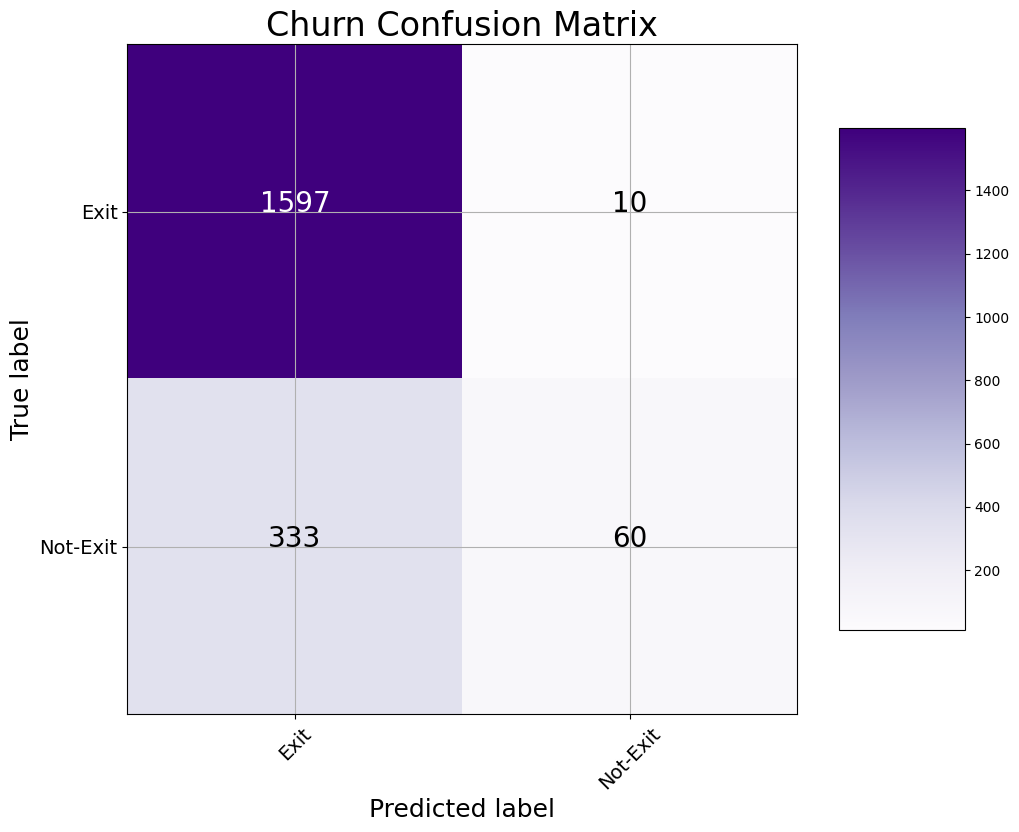 Churn Confusion Matrix
True label
Exit
1597
10
Not-Exit
333
60
Exit
Not-Exit
Predicted label
1400
1200
1000
800
600
400
200